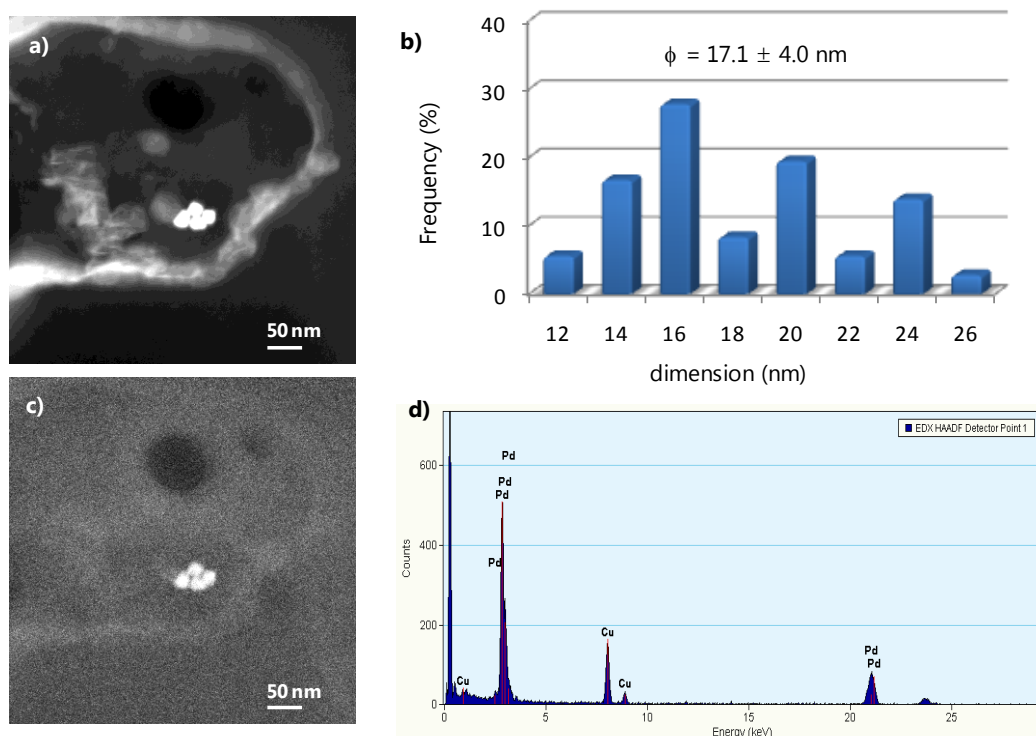 a)
50 nm
b)
ϕ = 17.1 ± 4.0 nm
Frequency (%)
40
30
20
10
0
12 14 16 18 20 22 24 26
dimension (nm)
c)
50 nm
d)
EDX HAADF Detector Point 1
Counts
600
400
200
0
Pd
Pd
Pd
Pd
Cu
Cu
Cu
Pd
Pd
0 5 10 15 20 25
Energy (keV)